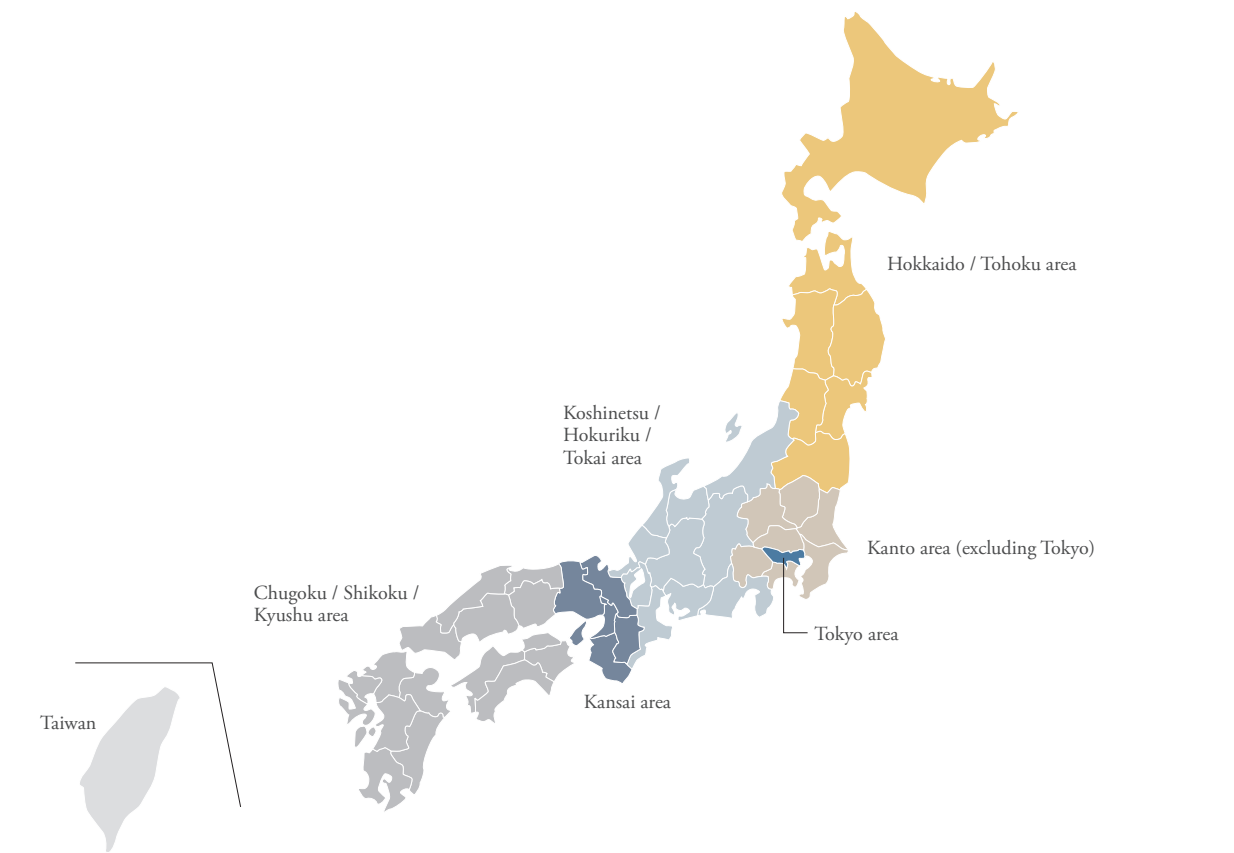 Hokkaido / Tohoku area
Koshinetsu /
Hokuriku /
Tokai area
Kanto area (excluding Tokyo)
Chugoku / Shikoku /
Kyushu area
Tokyo area
Kansai area
Taiwan